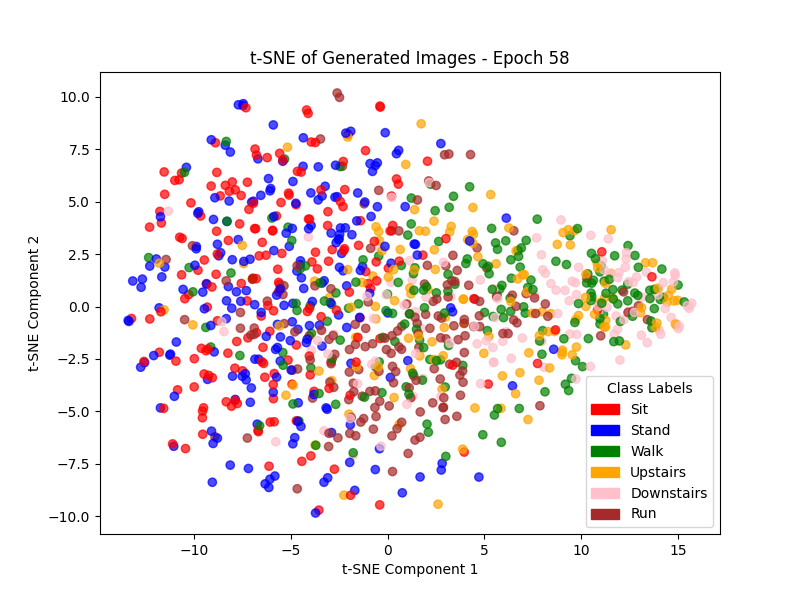 t-SNE of Generated Images - Epoch 58
t-SNE Component 2
10.0
7.5
5.0
2.5
0.0
−2.5
−5.0
−7.5
−10.0
−10
−5
0
5
10
15
t-SNE Component 1
Class Labels
Sit
Stand
Walk
Upstairs
Downstairs
Run